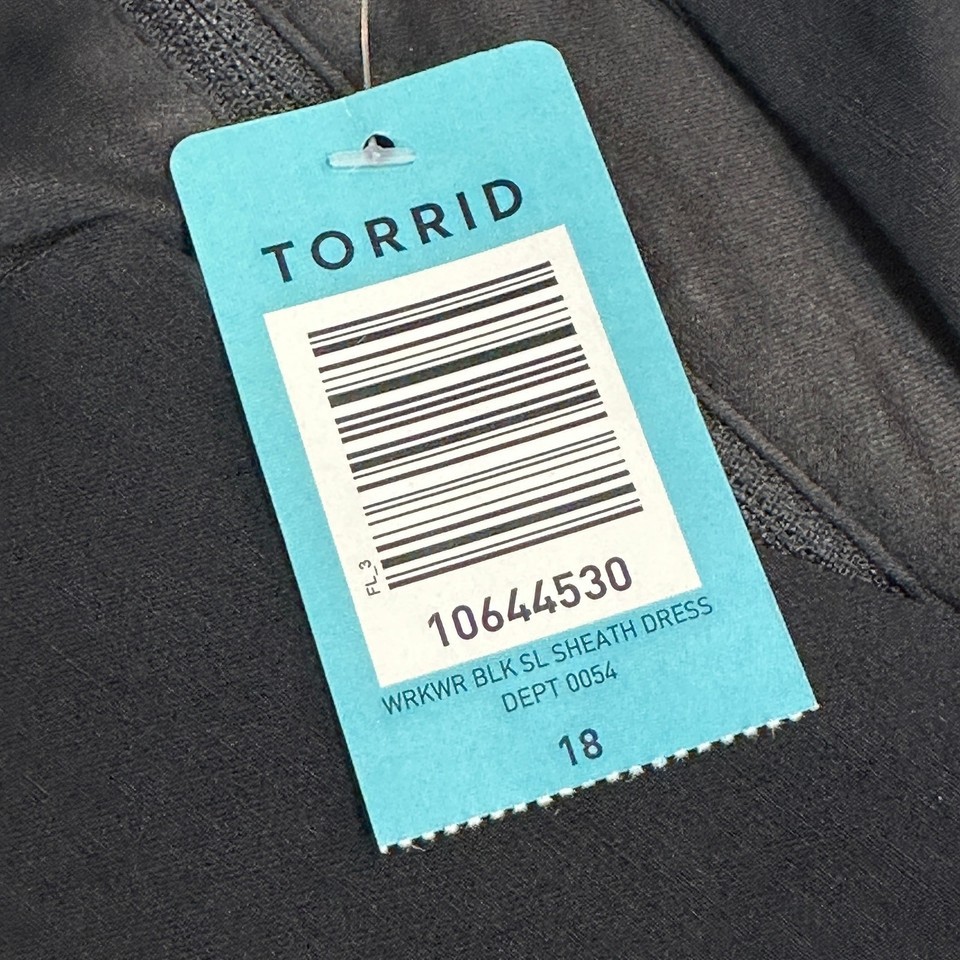 TORRID
FL_3
10644530
WRKWR BLK SL SHEATH DRESS
DEPT 0054
18